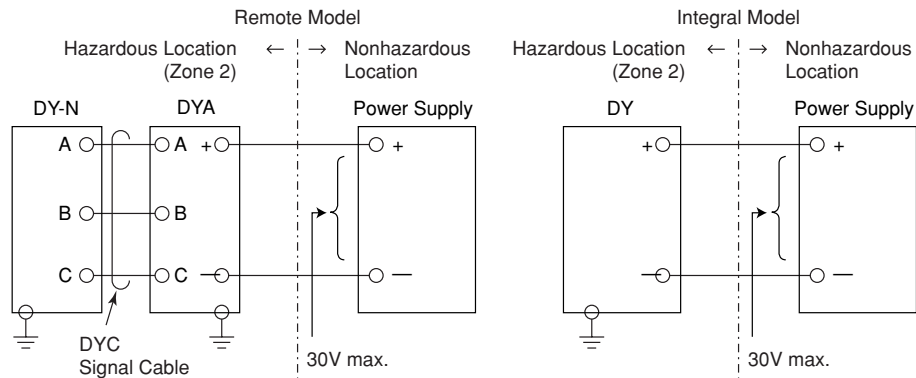 Remote Model
Hazardous Location
(Zone 2)
← →
Nonhazardous
Location
DY-N
DYA
Power Supply
A
A
+
+
B
B
C
C
—
—
DYC
Signal Cable
30V max.
Integral Model
Hazardous Location
(Zone 2)
← →
Nonhazardous
Location
DY
Power Supply
+
+
—
—
30V max.